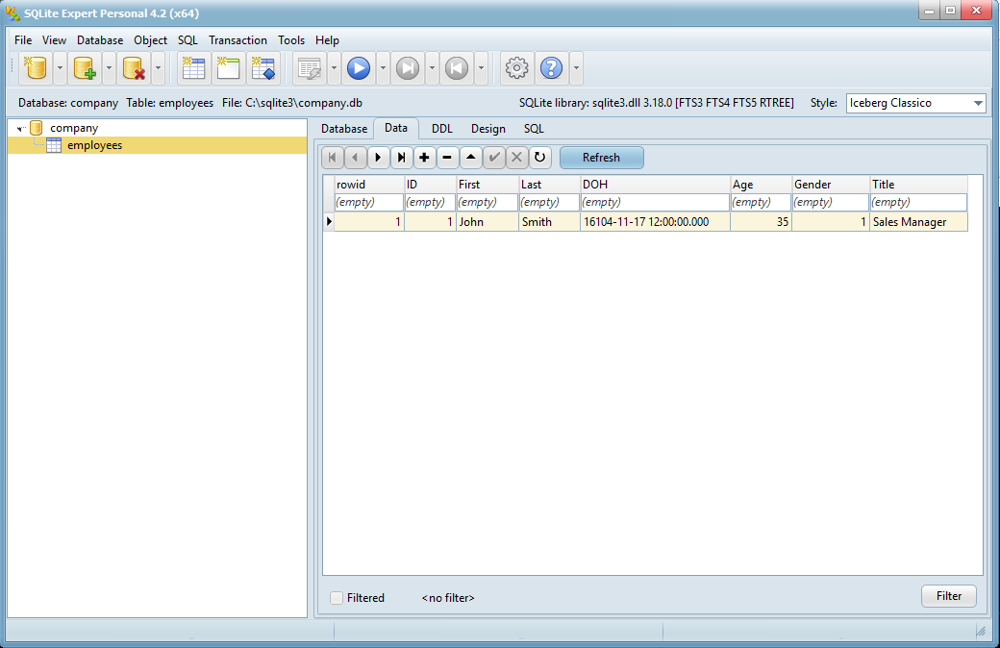 SQLite Expert Personal 4.2 (x64)
File View Database Object SQL Transaction Tools Help
Database: company Table: employees File: C:\sqlite3\company.db SQLite library: sqlite3.dll 3.18.0 [FTS3 FTS4 FTS5 RTREE] Style: Iceberg Classico
company
employees
Database Data DDL Design SQL
Refresh
rowid ID First Last DOH Age Gender Title
(empty) (empty) (empty) (empty) (empty) (empty) (empty) (empty)
1 1 John Smith 16104-11-17 12:00:00.000 35 1 Sales Manager
Filtered <no filter> Filter